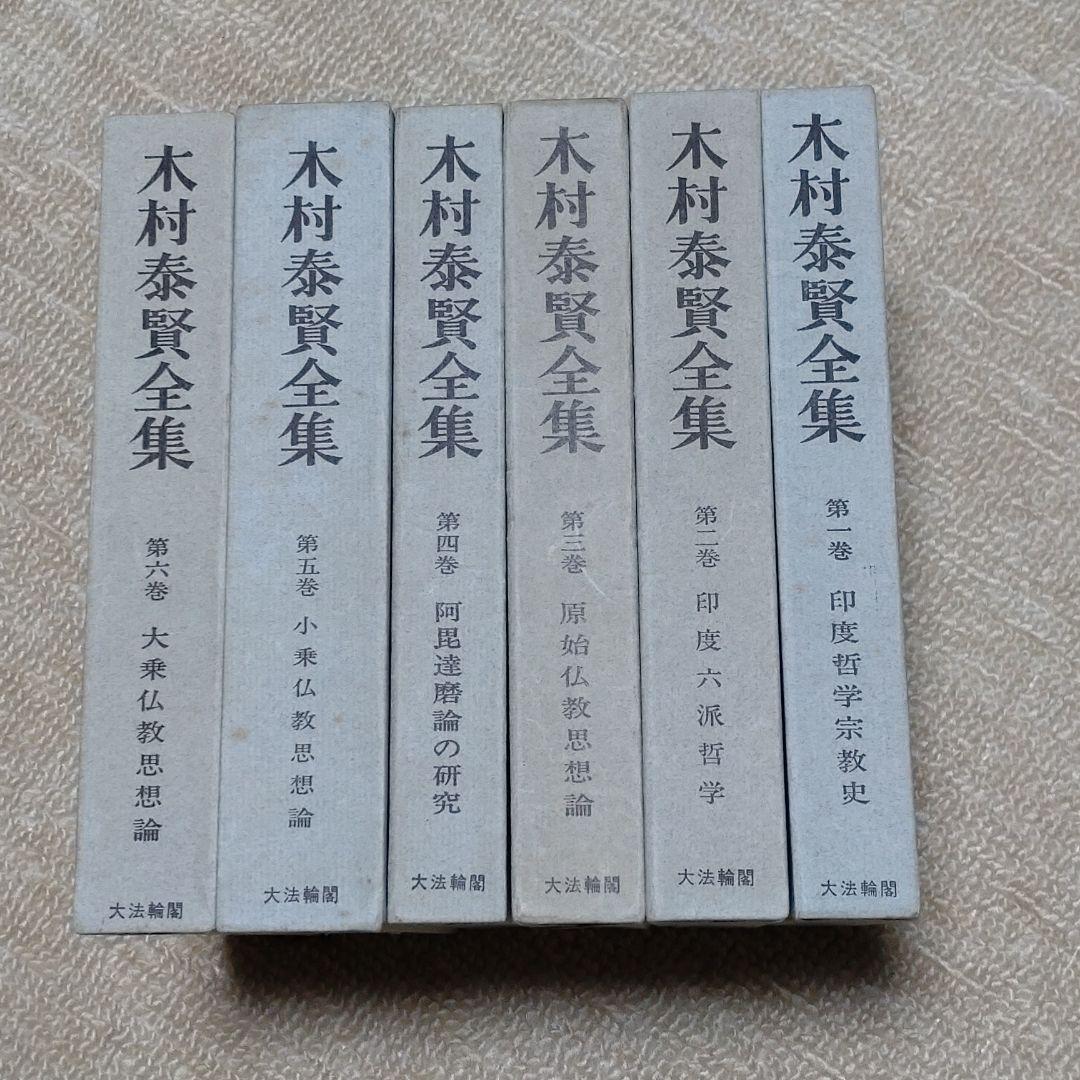 木村泰賢全集
第一巻 印度哲学宗教史
大法輪閣
木村泰賢全集
第二巻 印度六派哲学
大法輪閣
木村泰賢全集
第三巻 原始仏教思想論
大法輪閣
木村泰賢全集
第四巻 阿毘達磨論の研究
大法輪閣
木村泰賢全集
第五巻 小乗仏教思想論
大法輪閣
木村泰賢全集
第六巻 大乗仏教思想論
大法輪閣